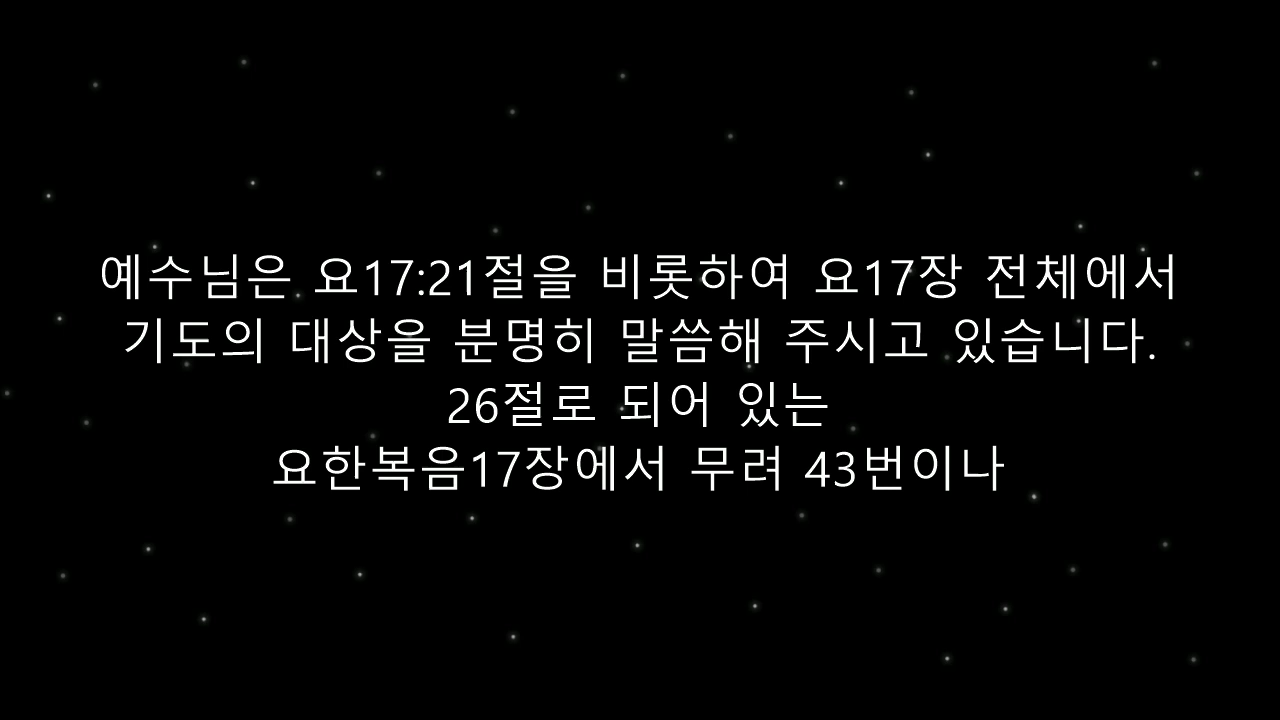 예수님은 요17:21절을 비롯하여 요17장 전체에서
기도의 대상을 분명히 말씀해 주시고 있습니다.
26절로 되어 있는
요한복음17장에서 무려 43번이나